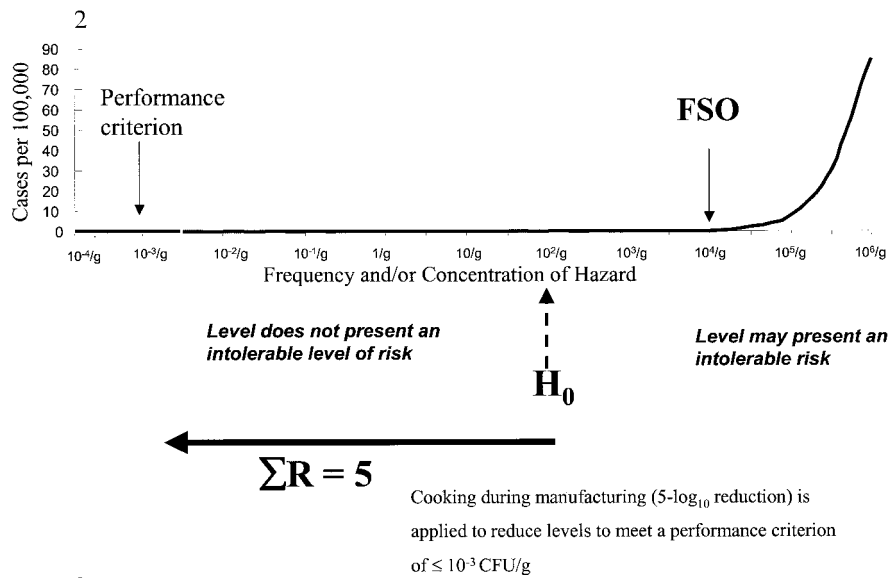 2
90
80
70
60
50
40
30
20
10
0
Cases per 100,000
Performance
criterion
FSO
10⁻⁴/g 10⁻³/g 10⁻²/g 10⁻¹/g 1/g 10/g 10²/g 10³/g 10⁴/g 10⁵/g 10⁶/g
Frequency and/or Concentration of Hazard
Level does not present an
intolerable level of risk
Level may present an
intolerable risk
H₀
∑R = 5
Cooking during manufacturing (5-log₁₀ reduction) is
applied to reduce levels to meet a performance criterion
of ≤ 10⁻³ CFU/g